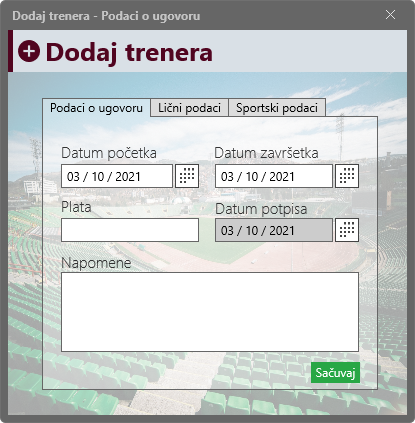 Dodaj trenera - Podaci o ugovoru
Dodaj trenera
Podaci o ugovoru Lični podaci Sportski podaci
Datum početka Datum završetka
03 / 10 / 2021 03 / 10 / 2021
Plata Datum potpisa
03 / 10 / 2021
Napomene
Sačuvaj